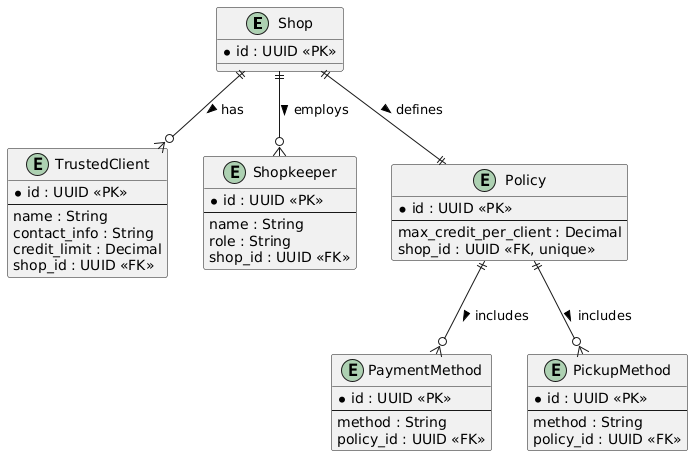 E Shop
* id : UUID «PK»
has
employs
defines
E TrustedClient
* id : UUID «PK»
name : String
contact_info : String
credit_limit : Decimal
shop_id : UUID «FK»
E Shopkeeper
* id : UUID «PK»
name : String
role : String
shop_id : UUID «FK»
E Policy
* id : UUID «PK»
max_credit_per_client : Decimal
shop_id : UUID «FK, unique»
includes
includes
E PaymentMethod
* id : UUID «PK»
method : String
policy_id : UUID «FK»
E PickupMethod
* id : UUID «PK»
method : String
policy_id : UUID «FK»